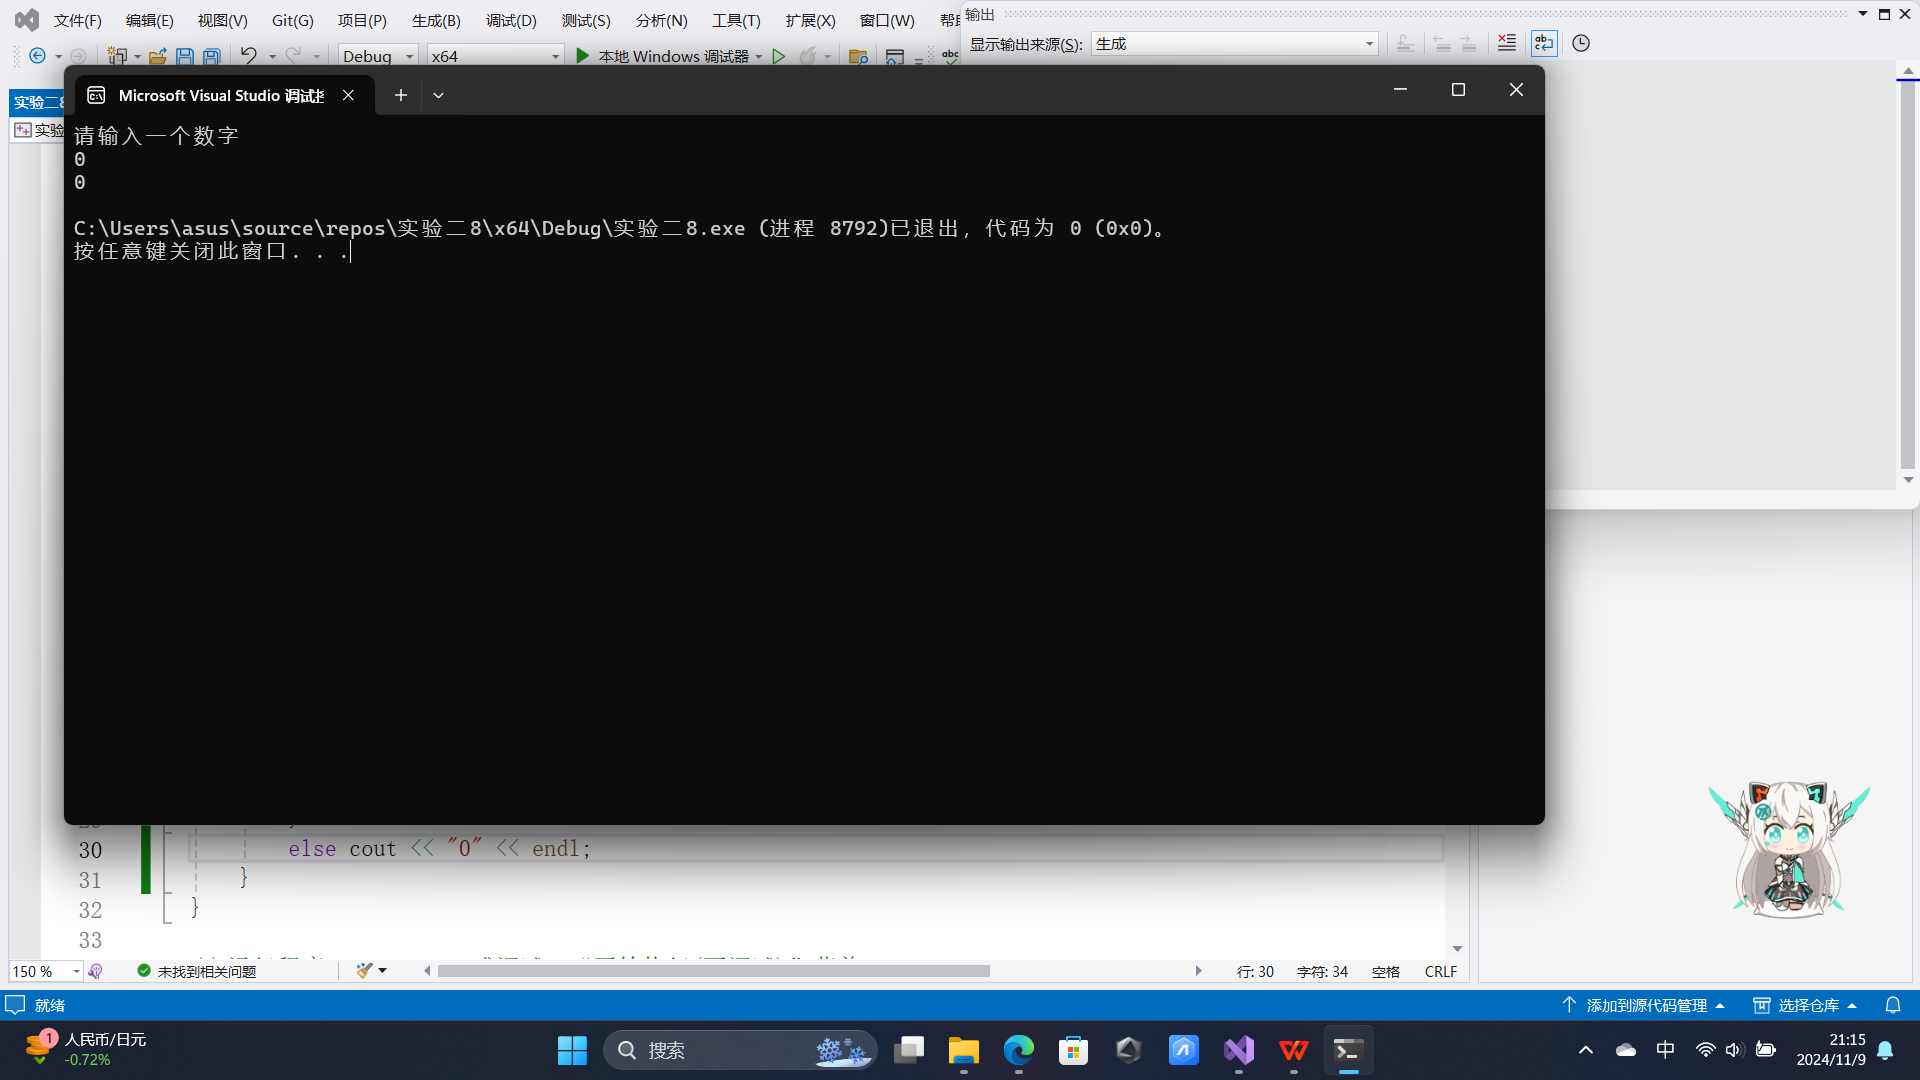 文件(F) 编辑(E) 视图(V) Git(G) 项目(P) 生成(B) 调试(D) 测试(S) 分析(N) 工具(T) 扩展(X) 窗口(W)
输出
显示输出来源(S): 生成
Debug x64 本地 Windows 调试器
Microsoft Visual Studio 调试
实验二8
实验
请输入一个数字
0
0
C:\Users\asus\source\repos\实验二8\x64\Debug\实验二8.exe (进程 8792)已退出，代码为 0 (0x0)。
按任意键关闭此窗口. . .
30 else cout << "0" << endl;
31 }
32 }
33
150 % 未找到相关问题 行: 30 字符: 34 空格 CRLF
就绪 添加到源代码管理 选择仓库
1 人民币/日元
-0.72%
搜索
中
21:15
2024/11/9